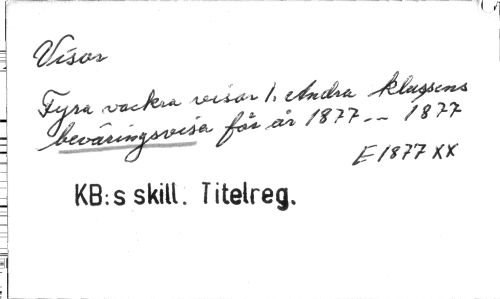 Visor
Fyra vackra visor 1. Andra klassens
beväringsvisa för år 1877 -- 1877
E 1877 XX
KB:s skill. Titelreg.